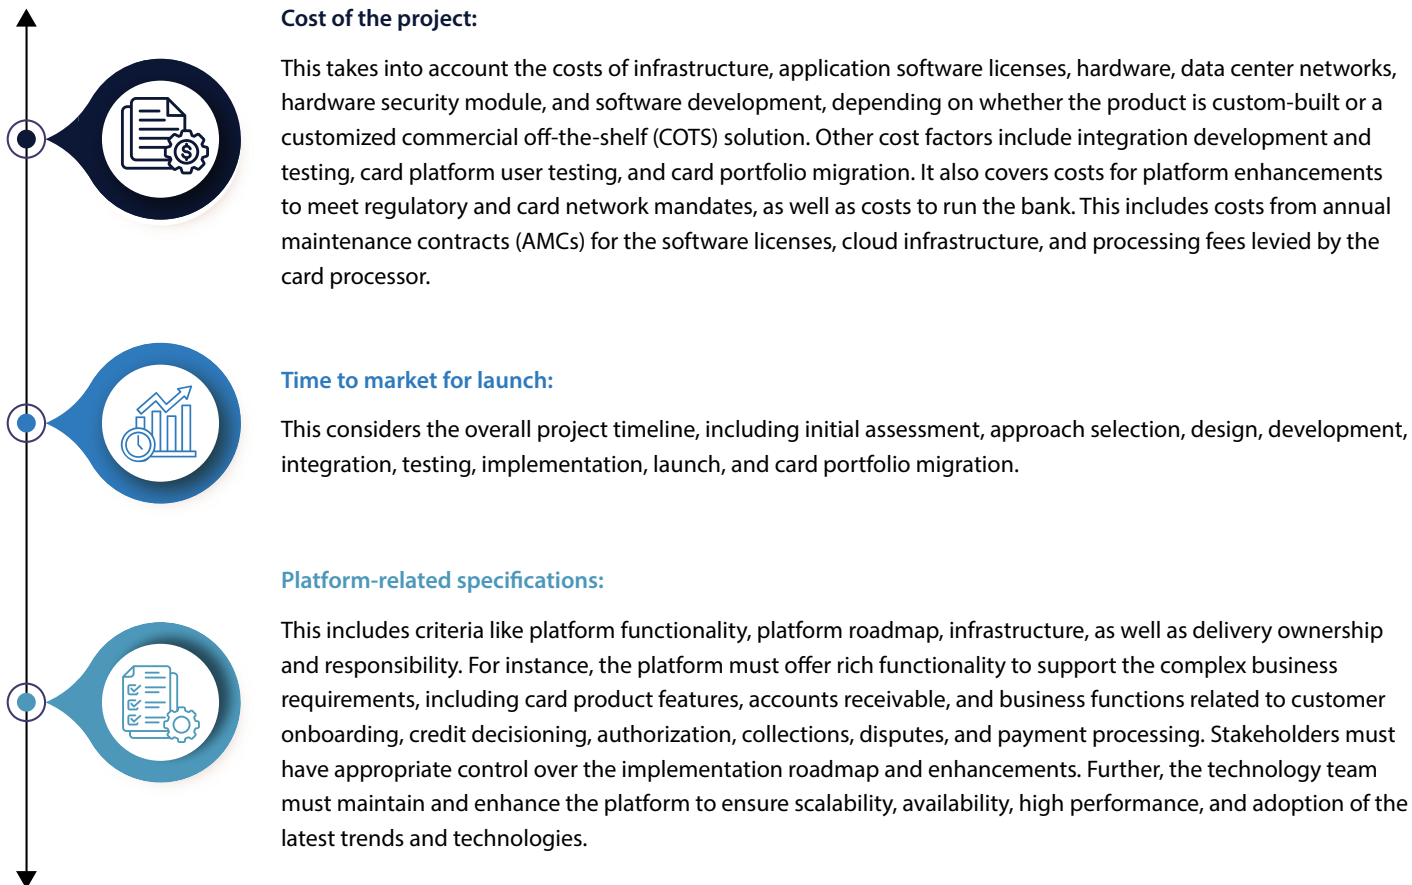 Cost of the project:
This takes into account the costs of infrastructure, application software licenses, hardware, data center networks,
hardware security module, and software development, depending on whether the product is custom-built or a
customized commercial off-the-shelf (COTS) solution. Other cost factors include integration development and
testing, card platform user testing, and card portfolio migration. It also covers costs for platform enhancements
to meet regulatory and card network mandates, as well as costs to run the bank. This includes costs from annual
maintenance contracts (AMCs) for the software licenses, cloud infrastructure, and processing fees levied by the
card processor.
Time to market for launch:
This considers the overall project timeline, including initial assessment, approach selection, design, development,
integration, testing, implementation, launch, and card portfolio migration.
Platform-related specifications:
This includes criteria like platform functionality, platform roadmap, infrastructure, as well as delivery ownership
and responsibility. For instance, the platform must offer rich functionality to support the complex business
requirements, including card product features, accounts receivable, and business functions related to customer
onboarding, credit decisioning, authorization, collections, disputes, and payment processing. Stakeholders must
have appropriate control over the implementation roadmap and enhancements. Further, the technology team
must maintain and enhance the platform to ensure scalability, availability, high performance, and adoption of the
latest trends and technologies.